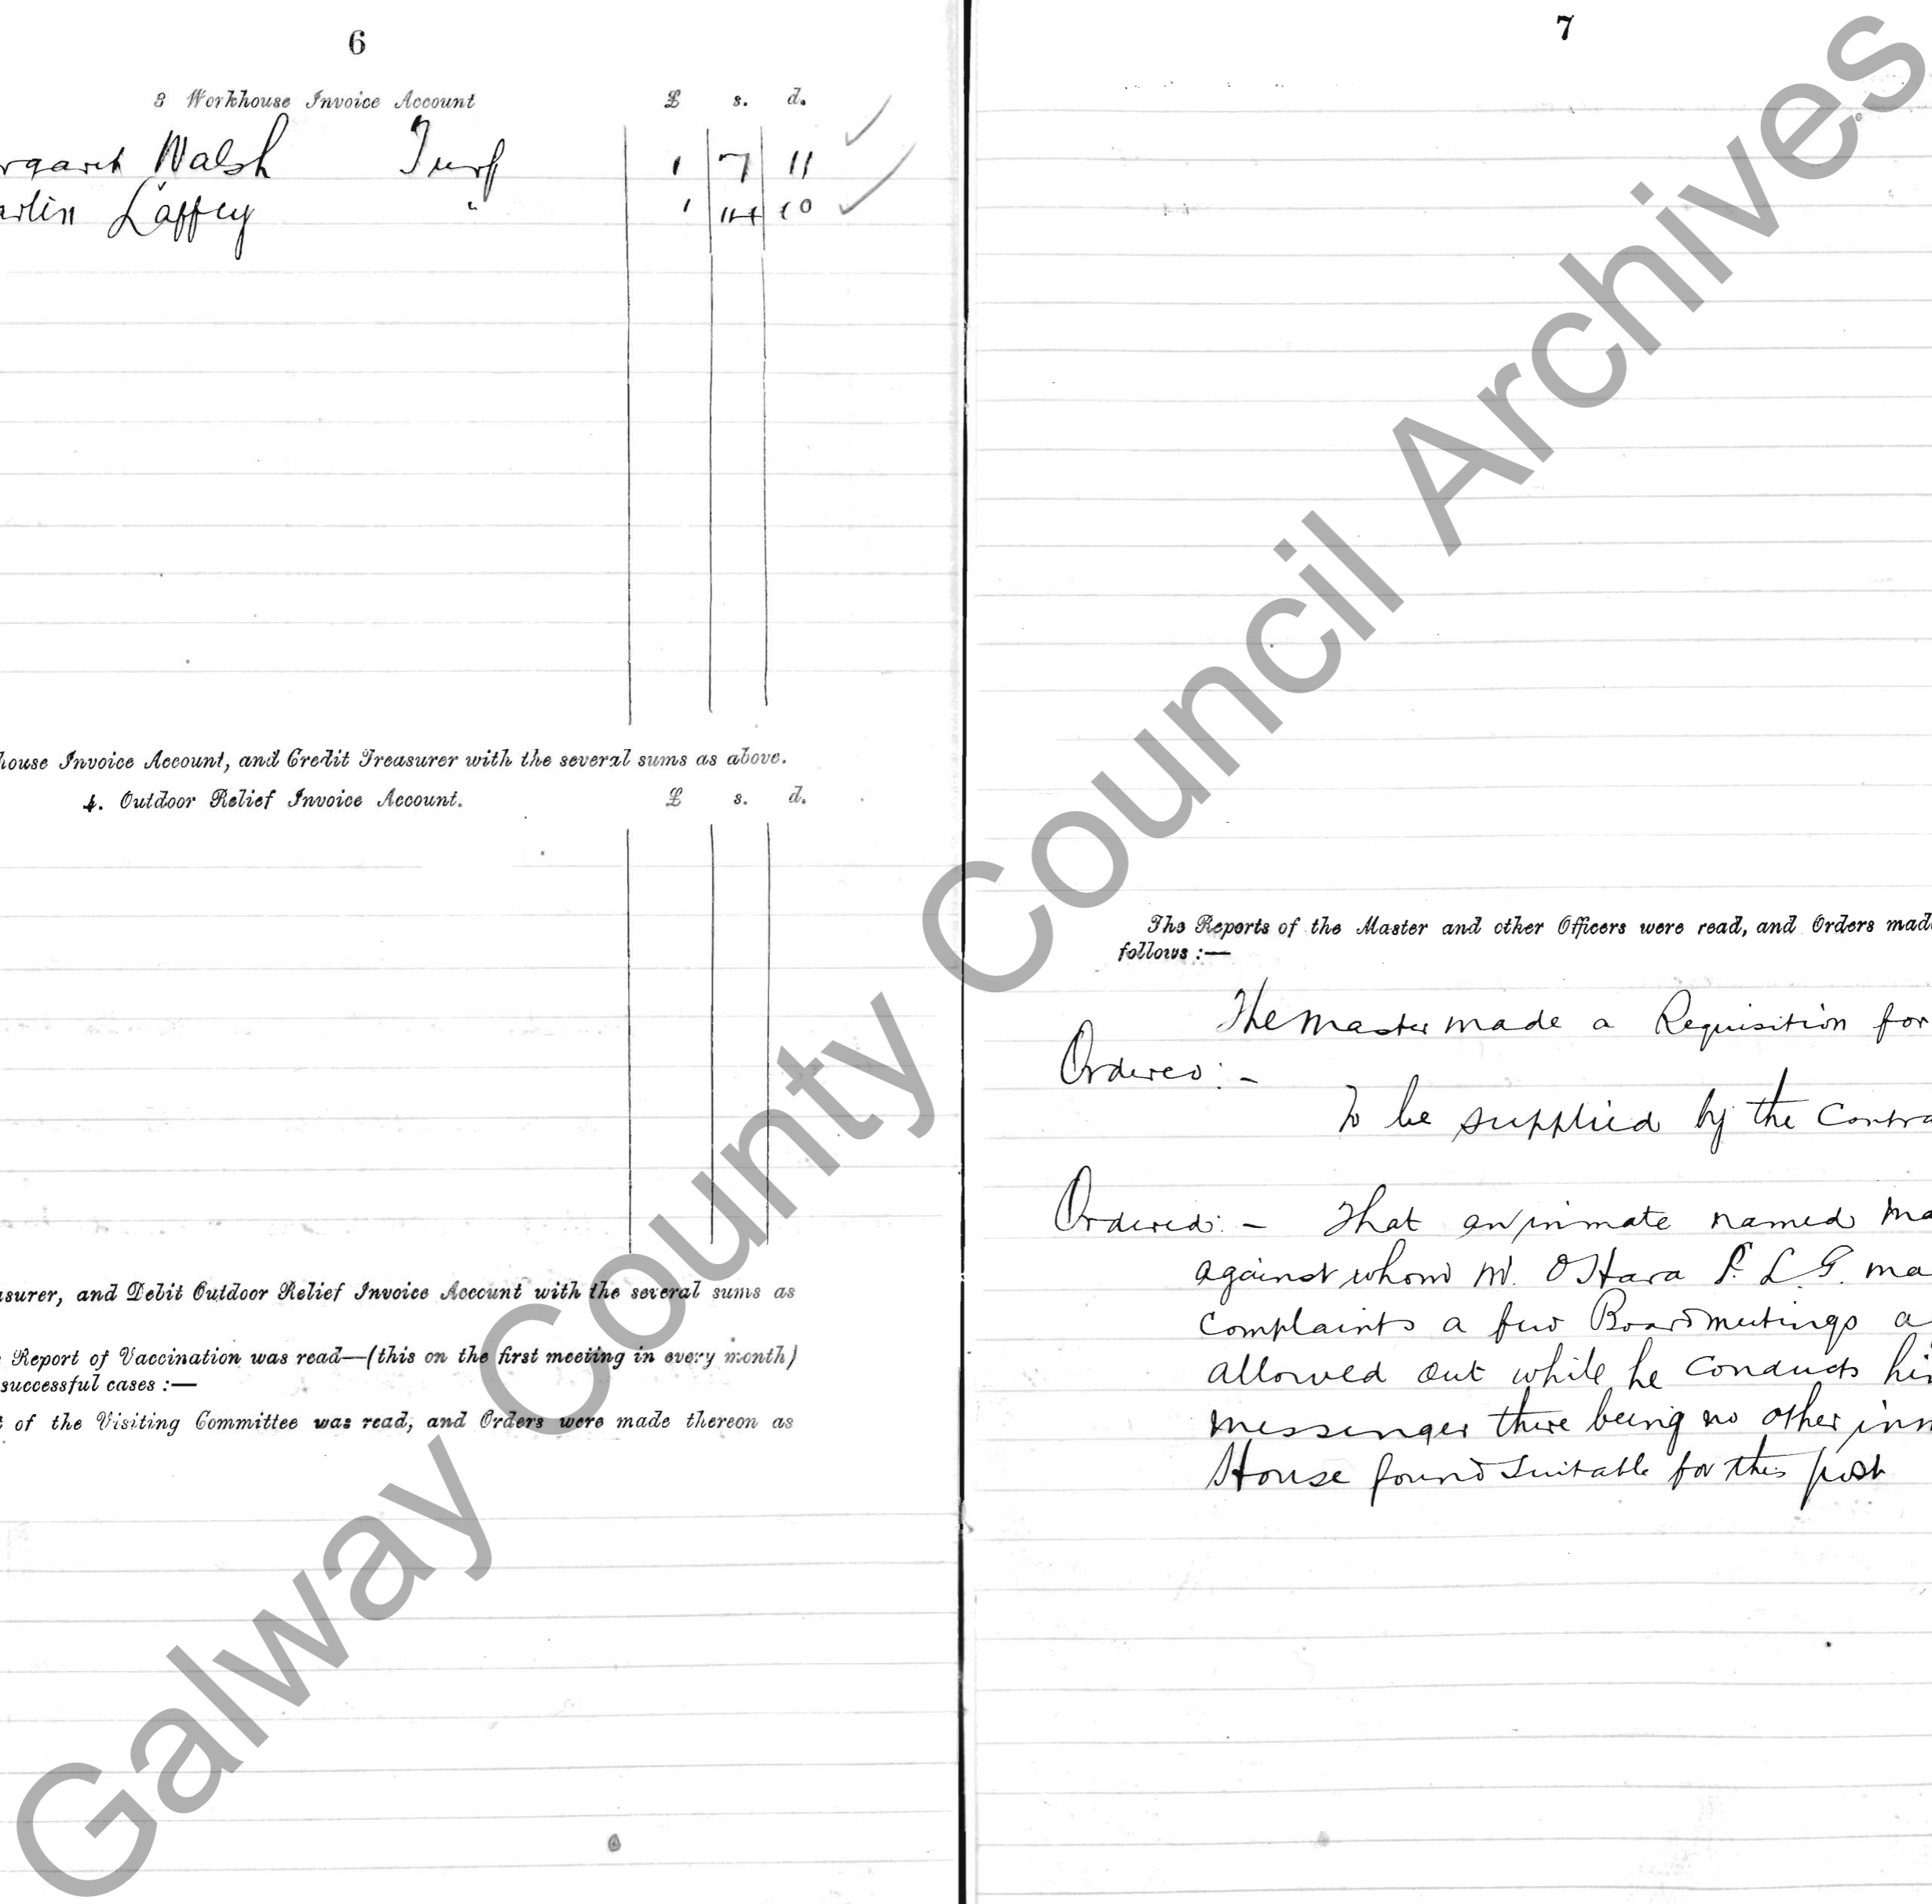 6
3 Workhouse Invoice Account £ s. d.
rgaret Walsh Turf 1 7 11
artin Laffey " 1 14 10
house Invoice Account, and Credit Treasurer with the several sums as above.
4. Outdoor Relief Invoice Account. £ s. d.
asurer, and Debit Outdoor Relief Invoice Account with the several sums as
Report of Vaccination was read—(this on the first meeting in every month)
successful cases :—
t of the Visiting Committee was read, and Orders were made thereon as
7
The Reports of the Master and other Officers were read, and Orders mad
follows :—
The Master made a Requisition for
Ordered:-
To be supplied by the Contra
Ordered:- That an inmate named Ma
against whom M. O'Hara P.L.G. ma
complaints a few Board meetings a
allowed out while he conducts hi
messenger there being no other inm
House found suitable for this post
Galway County Council Archives